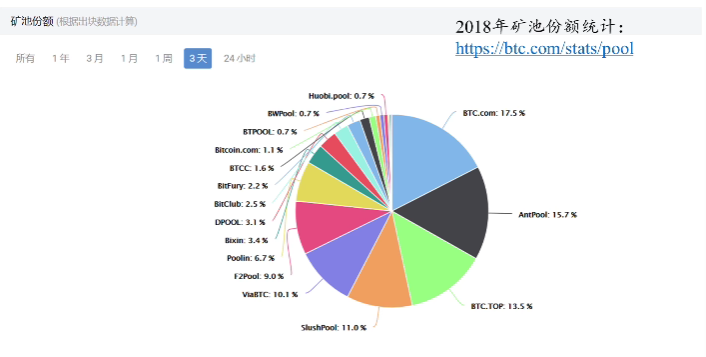 矿池份额 (根据出块数据计算)
2018年矿池份额统计：
https://btc.com/stats/pool
所有 1 年 3 月 1 月 1 周 3 天 24 小时
Huobi.pool: 0.7 %
BWPool: 0.7 %
BTPOOL: 0.7 %
Bitcoin.com: 1.1 %
BTCC: 1.6 %
BitFury: 2.2 %
BitClub: 2.5 %
DPOOL: 3.1 %
Bixin: 3.4 %
Poolin: 6.7 %
F2Pool: 9.0 %
ViaBTC: 10.1 %
SlushPool: 11.0 %
BTC.TOP: 13.5 %
AntPool: 15.7 %
BTC.com: 17.5 %